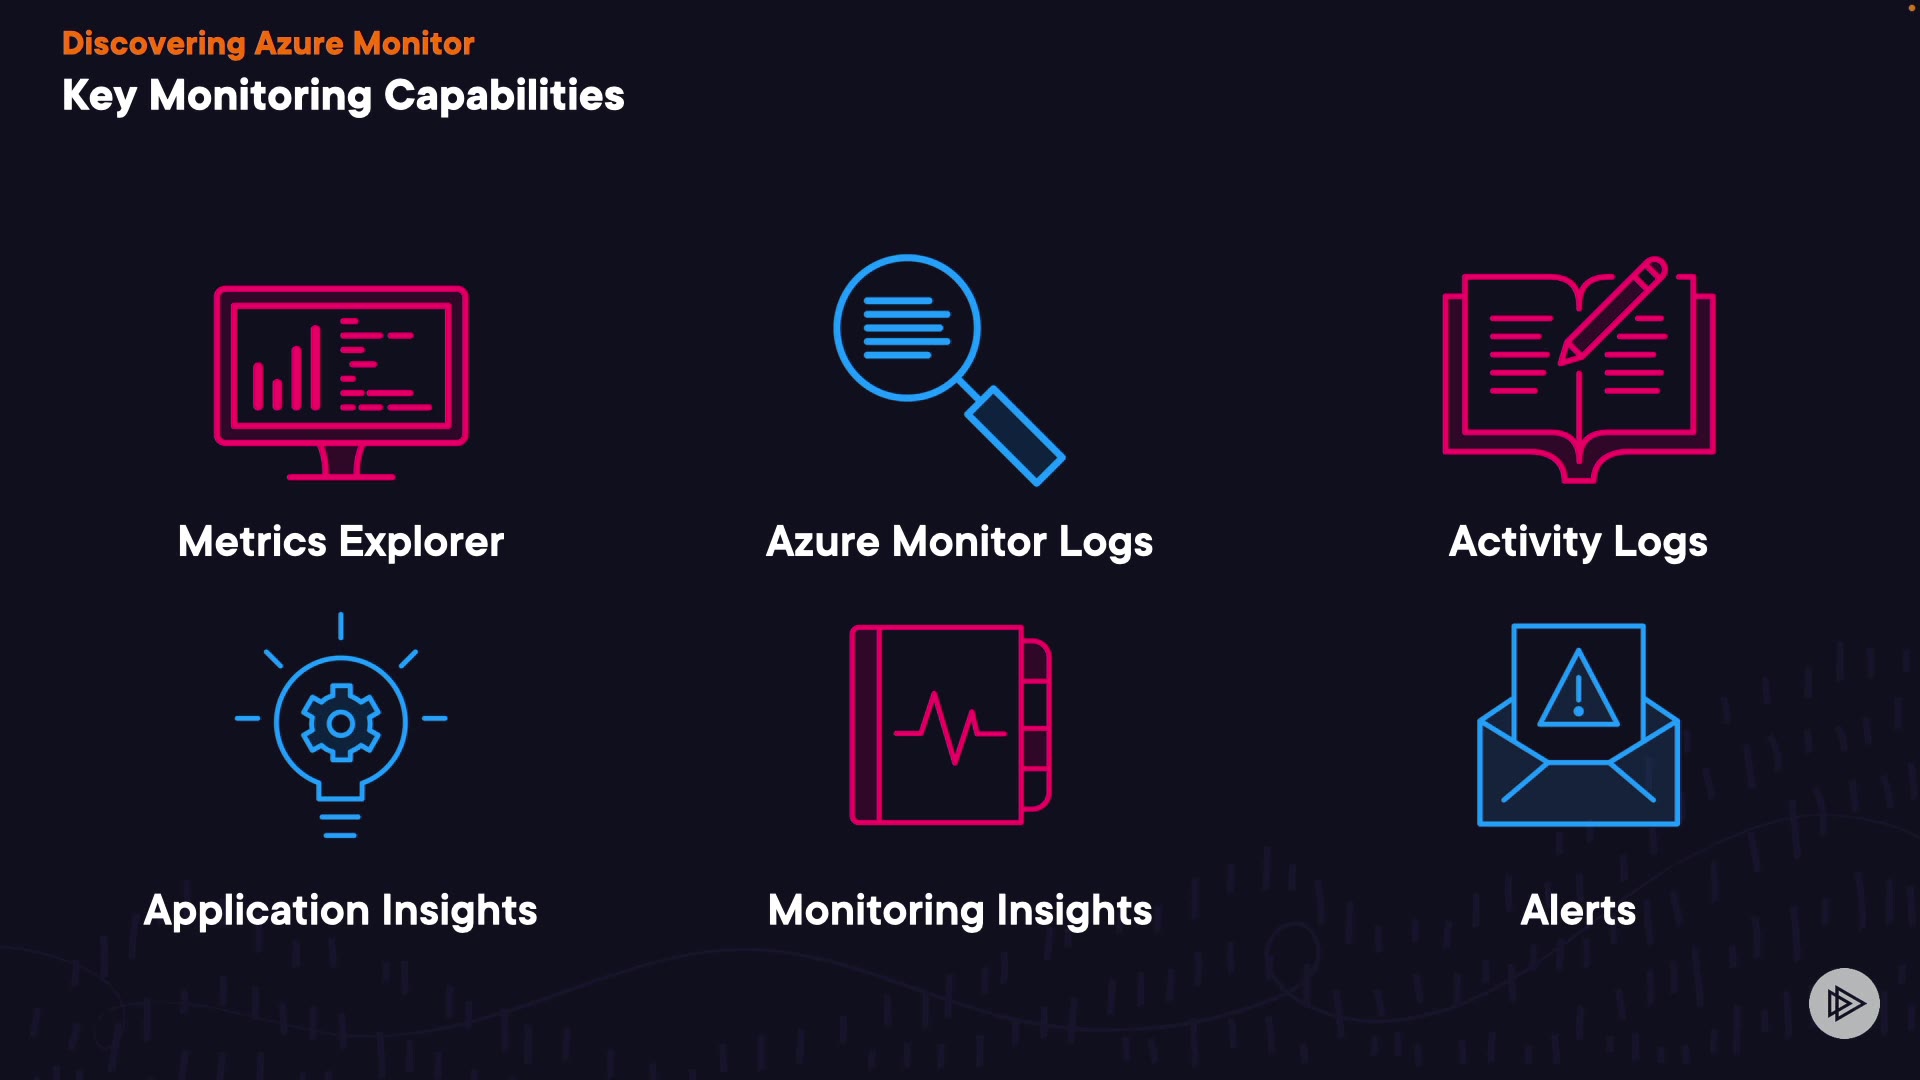 Discovering Azure Monitor
Key Monitoring Capabilities
Metrics Explorer
Azure Monitor Logs
Activity Logs
Application Insights
Monitoring Insights
Alerts